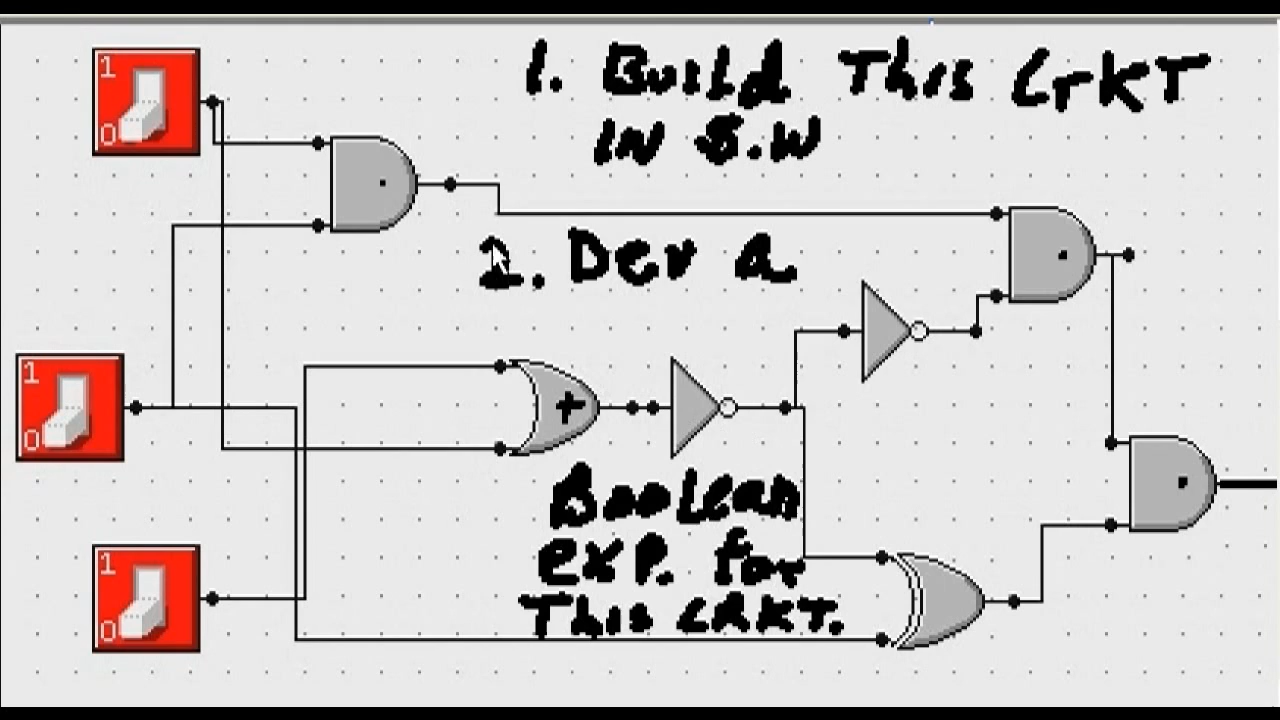 1. Build This CrKT
IN S.W
2. Dev a
Boolean
exp. for
This CRKT.
1
0
1
0
1
0